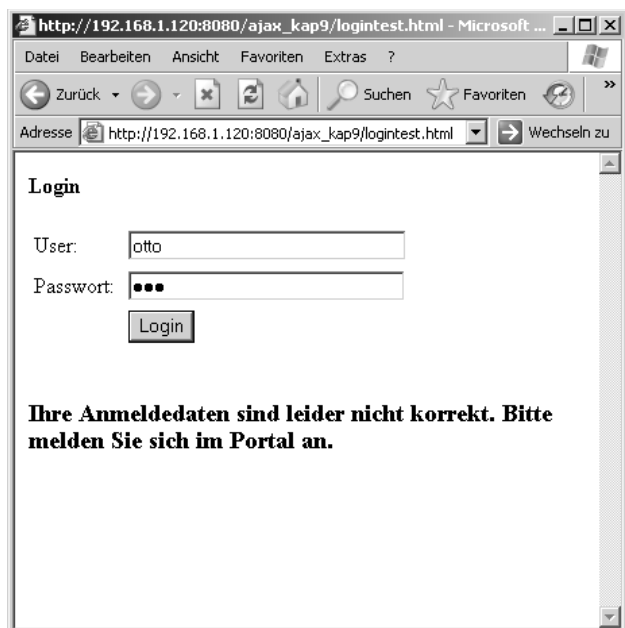 http://192.168.1.120:8080/ajax_kap9/logintest.html - Microsoft ...
Datei Bearbeiten Ansicht Favoriten Extras ?
Zurück Suchen Favoriten »
Adresse http://192.168.1.120:8080/ajax_kap9/logintest.html Wechseln zu
Login
User: otto
Passwort: ●●●
Login
Ihre Anmeldedaten sind leider nicht korrekt. Bitte
melden Sie sich im Portal an.